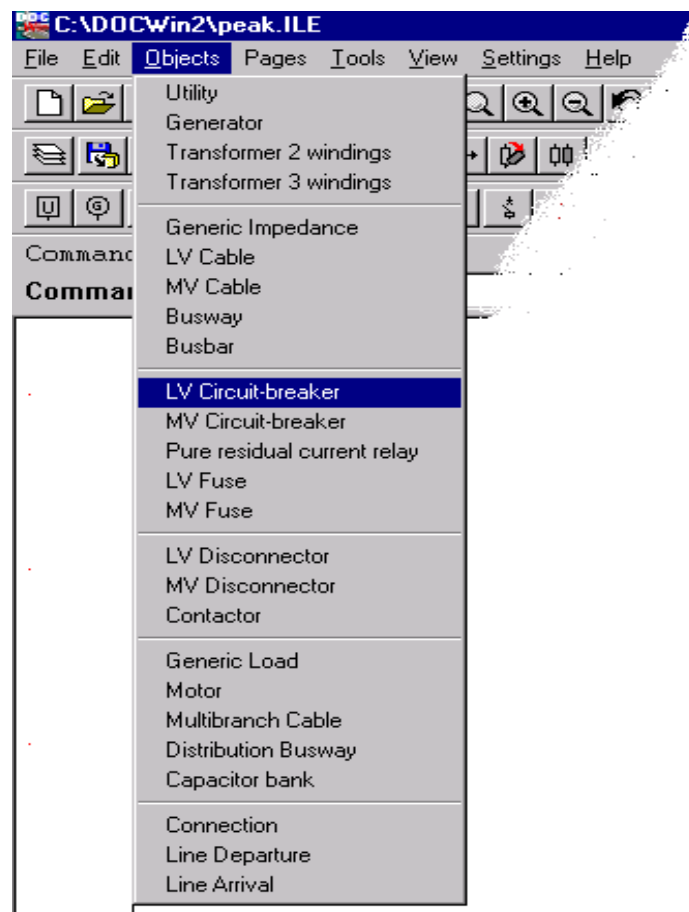 C:\DOCWin2\peak.ILE
File Edit Objects Pages Tools View Settings Help
Utility
Generator
Transformer 2 windings
Transformer 3 windings
Generic Impedance
LV Cable
MV Cable
Busway
Busbar
LV Circuit-breaker
MV Circuit-breaker
Pure residual current relay
LV Fuse
MV Fuse
LV Disconnector
MV Disconnector
Contactor
Generic Load
Motor
Multibranch Cable
Distribution Busway
Capacitor bank
Connection
Line Departure
Line Arrival